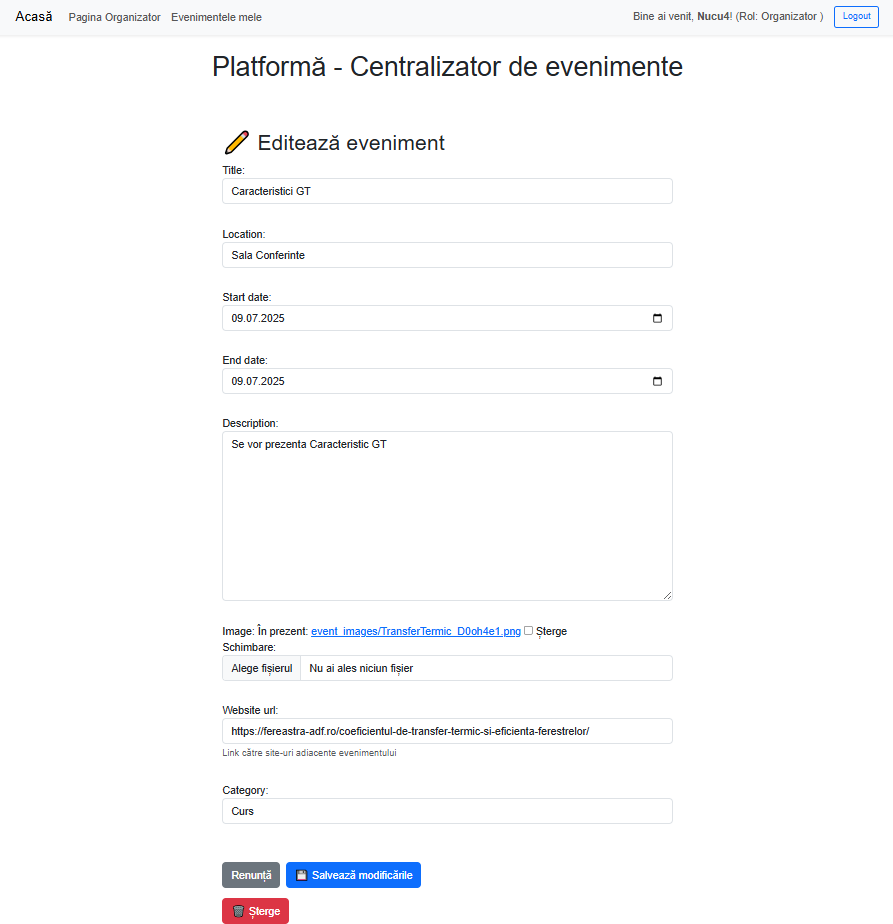 Acasă Pagina Organizator Evenimentele mele Bine ai venit, Nucu4! (Rol: Organizator ) Logout
Platformă - Centralizator de evenimente
Editează eveniment
Title:
Caracteristici GT
Location:
Sala Conferinte
Start date:
09.07.2025
End date:
09.07.2025
Description:
Se vor prezenta Caracteristic GT
Image: În prezent: event_images/TransferTermic_D0oh4e1.png Șterge
Schimbare:
Alege fișierul Nu ai ales niciun fișier
Website url:
https://fereastra-adf.ro/coeficientul-de-transfer-termic-si-eficienta-ferestrelor/
Link către site-uri adiacente evenimentului
Category:
Curs
Renunță Salvează modificările
Șterge